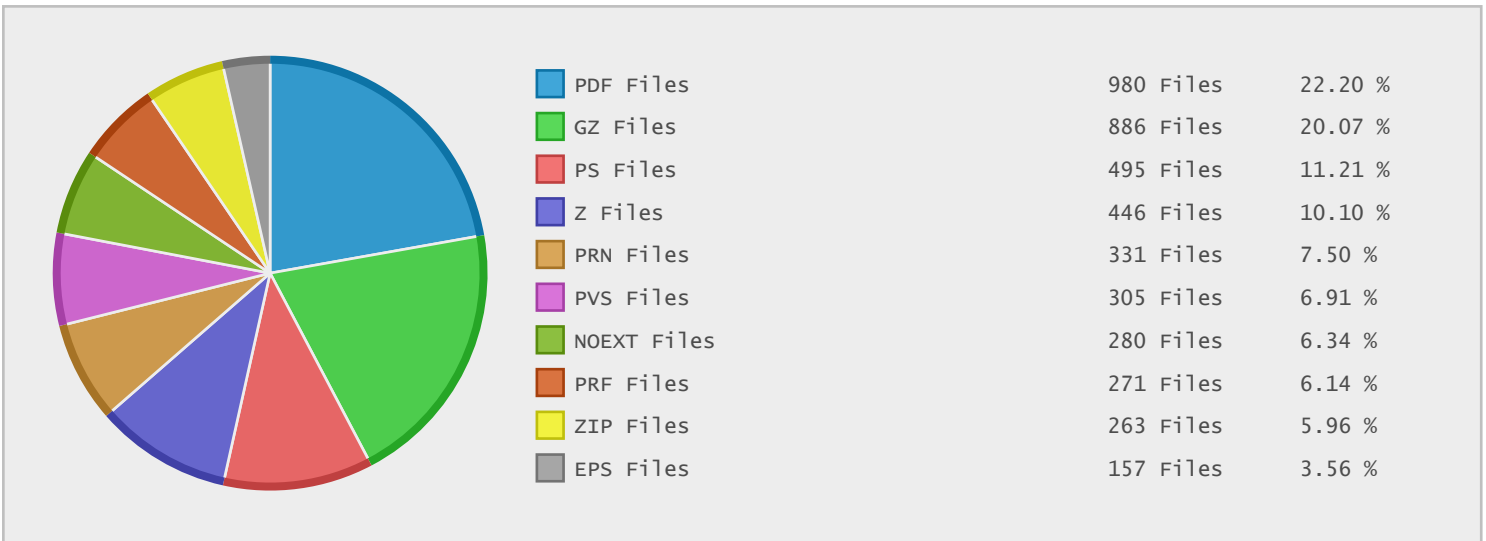 PDF Files 980 Files 22.20 %
GZ Files 886 Files 20.07 %
PS Files 495 Files 11.21 %
Z Files 446 Files 10.10 %
PRN Files 331 Files 7.50 %
PVS Files 305 Files 6.91 %
NOEXT Files 280 Files 6.34 %
PRF Files 271 Files 6.14 %
ZIP Files 263 Files 5.96 %
EPS Files 157 Files 3.56 %